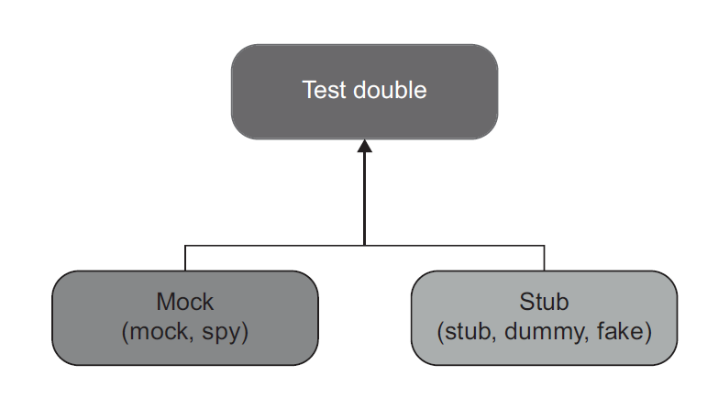 Test double
Mock
(mock, spy)
Stub
(stub, dummy, fake)